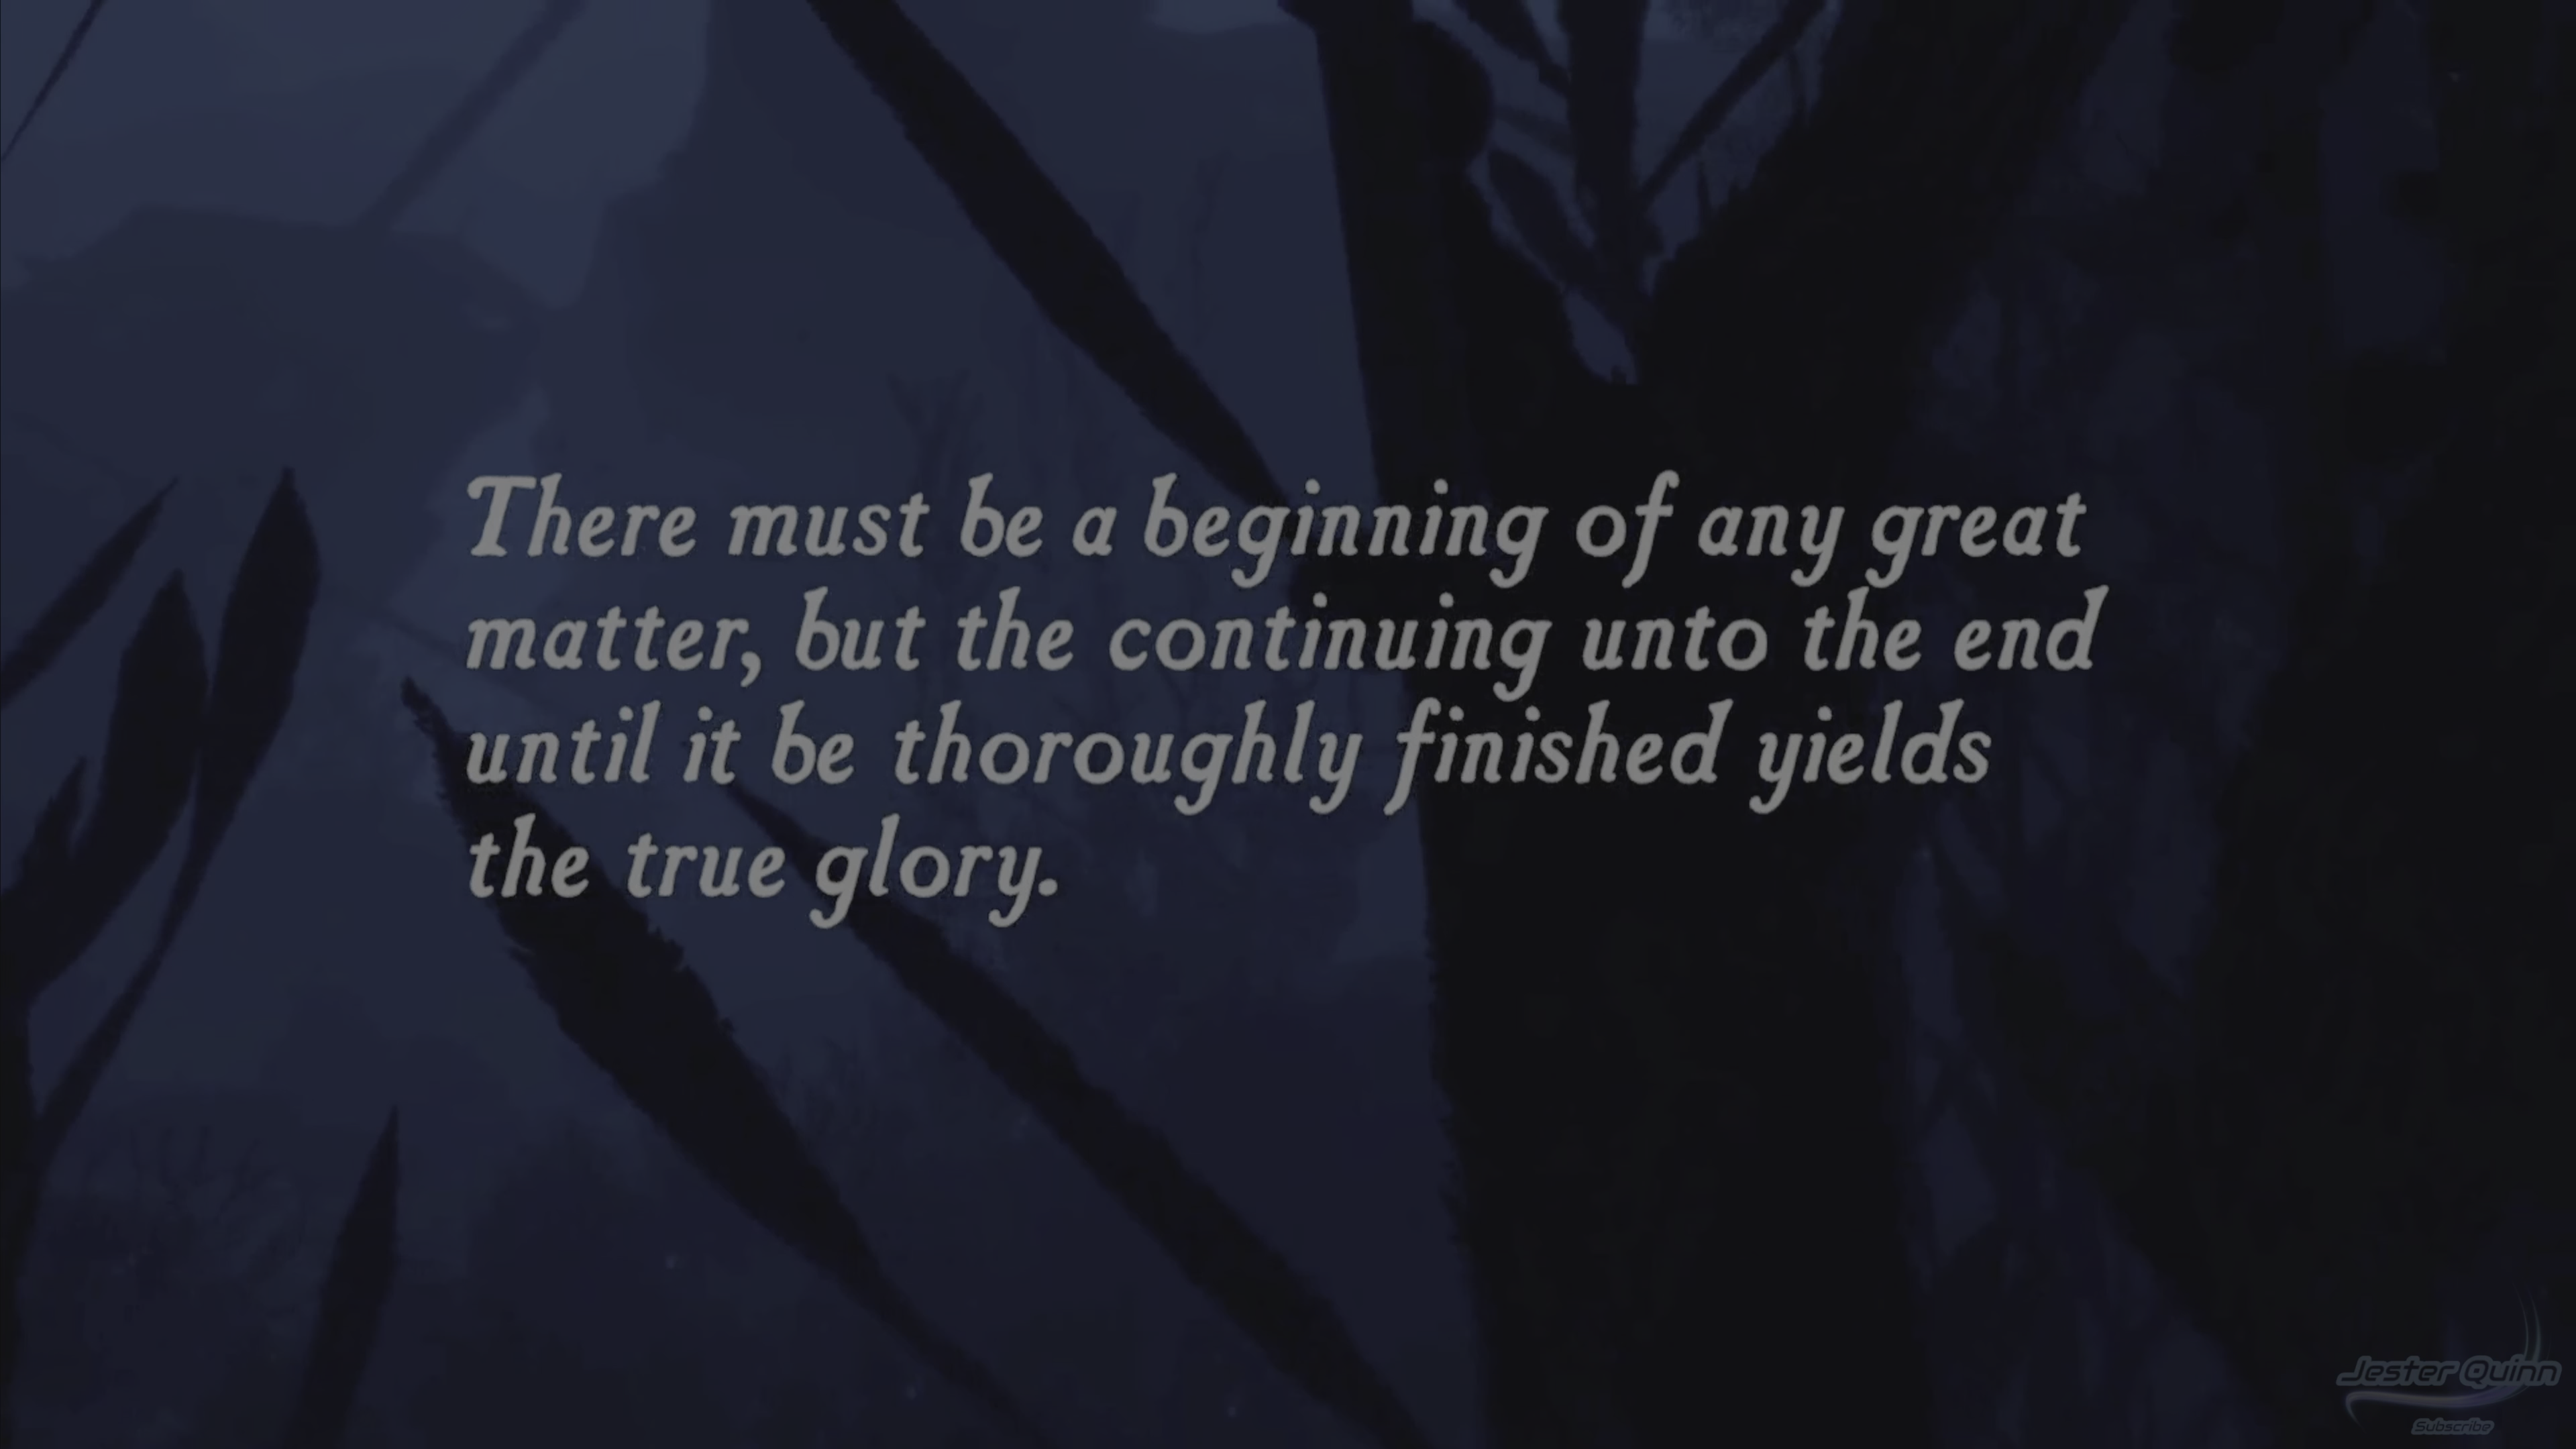 There must be a beginning of any great
matter, but the continuing unto the end
until it be thoroughly finished yields
the true glory.
Jester Quinn
Subscribe